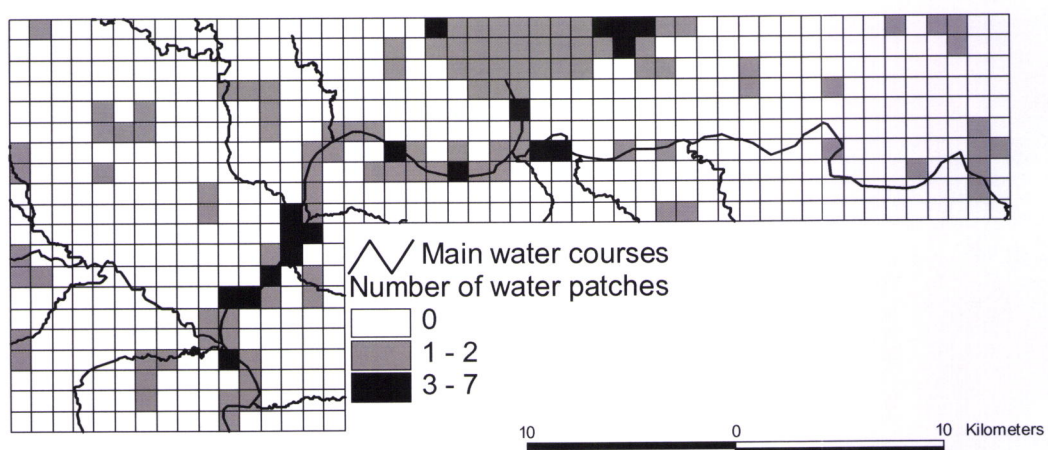 Main water courses
Number of water patches
0
1 - 2
3 - 7
10 0 10 Kilometers